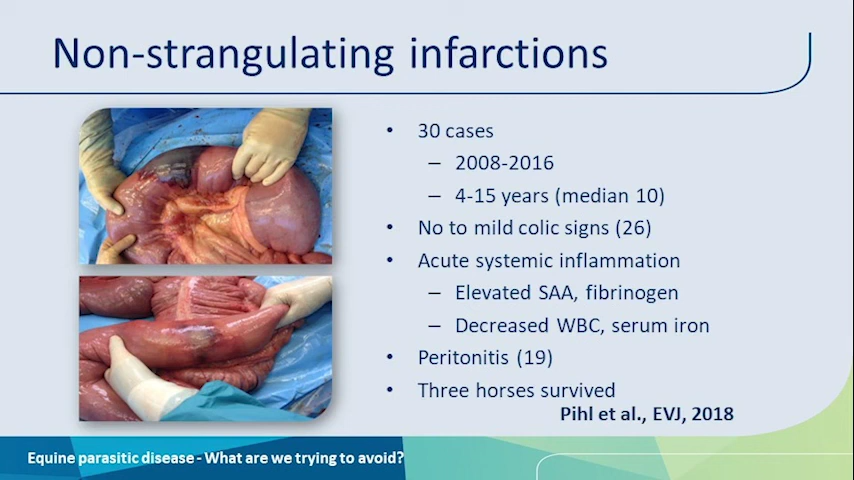 Non-strangulating infarctions
• 30 cases
– 2008-2016
– 4-15 years (median 10)
• No to mild colic signs (26)
• Acute systemic inflammation
– Elevated SAA, fibrinogen
– Decreased WBC, serum iron
• Peritonitis (19)
• Three horses survived
Pihl et al., EVJ, 2018
Equine parasitic disease - What are we trying to avoid?